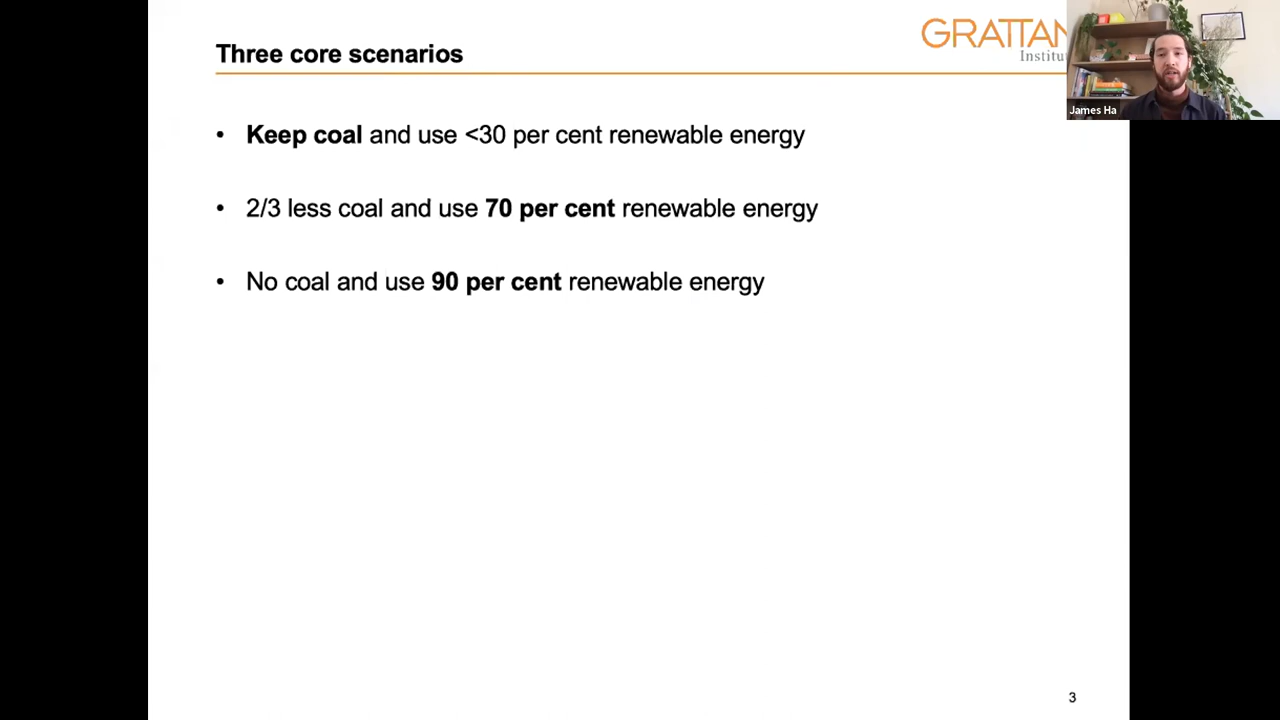 Three core scenarios
GRATTAN
Institu
James Ha
• Keep coal and use <30 per cent renewable energy
• 2/3 less coal and use 70 per cent renewable energy
• No coal and use 90 per cent renewable energy
3